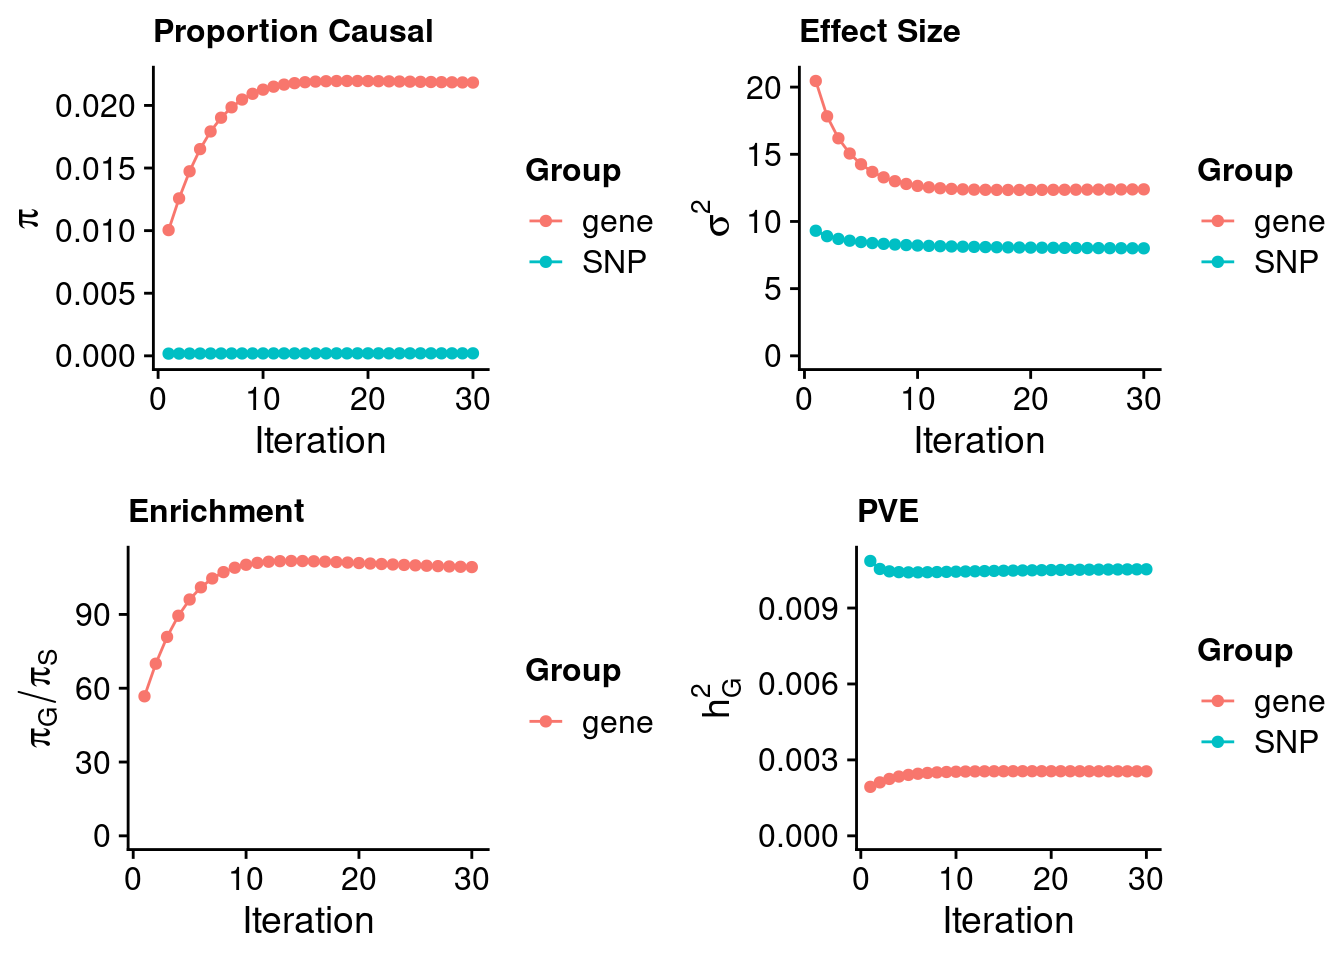 Proportion Causal
π
0.020
0.015
0.010
0.005
0.000
0 10 20 30
Iteration
Group
gene
SNP
Effect Size
σ²
20
15
10
5
0
0 10 20 30
Iteration
Group
gene
SNP
Enrichment
π_G/π_S
90
60
30
0
0 10 20 30
Iteration
Group
gene
PVE
h²_G
0.009
0.006
0.003
0.000
0 10 20 30
Iteration
Group
gene
SNP